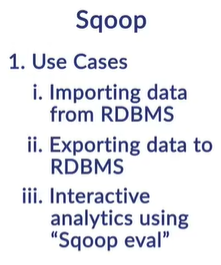 Sqoop
1. Use Cases
i. Importing data
from RDBMS
ii. Exporting data to
RDBMS
iii. Interactive
analytics using
“Sqoop eval”